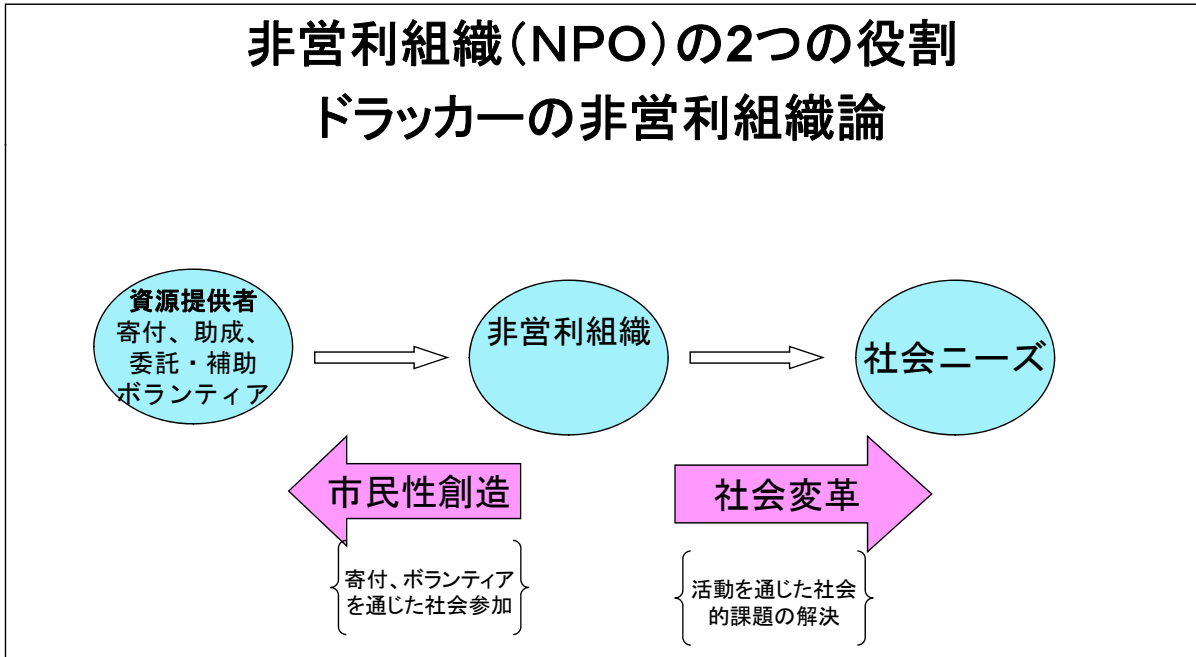 非営利組織(NPO)の2つの役割
ドラッカーの非営利組織論
資源提供者
寄付、助成、
委託・補助
ボランティア
非営利組織
社会ニーズ
市民性創造
社会変革
寄付、ボランティア
を通じた社会参加
活動を通じた社会
的課題の解決